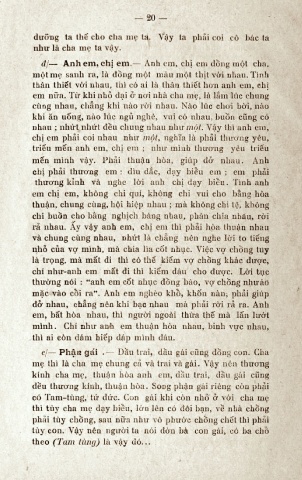 — 20 —
dưỡng ta thế cho cha mẹ ta. Vậy ta phải coi cô bác ta
như là cha mẹ ta vậy.
d/— Anh em, chị em.— Anh em, chị em đồng một cha,
một mẹ sanh ra, là đồng một máu một thịt với nhau. Tình
thân thiết với nhau, thì có ai là thân thiết hơn anh em, chị
em nữa. Từ khi nhỏ dại ở nơi nhà cha mẹ, là lắm lúc chung
cùng nhau, chẳng khi nào rời nhau. Nào lúc chơi bời, nào
khi ăn uống, nào lúc ngủ nghê, vui có nhau, buồn cũng có
nhau ; nhứt nhứt đều chung nhau như một. Vậy thì anh em,
chị em phải coi nhau như một, nghĩa là phải thương yêu,
triều mến anh em, chị em ; như mình thương yêu triều
mến mình vậy. Phải thuận hòa, giúp đở nhau. Anh
chị phải thương em : dìu dắc, dạy biểu em ; em phải
thương kính và nghe lời anh chị dạy biểu. Tình anh
em chị em, không chi quí, không chi vui cho bằng hòa
thuận, chung cùng, hội hiệp nhau ; mà không chi tệ, không
chi buồn cho bằng nghịch hảng nhau, phân chia nhau, rời
rả nhau. Ấy vậy anh em, chị em thì phải hòa thuận nhau
và chung cùng nhau, nhứt là chẳng nên nghe lời to tiếng
nhỏ của vợ mình, mà chia lìa cốt nhục. Việc vợ chồng tuy
là trọng, mà mất đi thì có thể kiếm vợ chồng khác được,
chí như anh em mất đi thì kiếm đâu cho được. Lời tục
thường nói : “anh em cốt nhục đồng bào, vợ chồng như áo
mặc vào cổi ra”. Anh em nghèo khổ, khốn nàn, phải giúp
đở nhau, chẳng nên khi bạc nhau mà phải rời rả ra. Anh
em, bất hòa nhau, thì người ngoài thừa thế mà lấn lướt
mình. Chí như anh em thuận hòa nhau, binh vực nhau,
thì ai còn dám hiếp đáp mình đâu.
e/— Phận gái .— Dầu trai, dầu gái cũng đồng con. Cha
mẹ thì là cha mẹ chung cả và trai và gái. Vậy nên thương
kính cha mẹ, thuận hòa anh em, dầu trai, dầu gái cũng
đều thương kính, thuận hòa. Song phận gái riêng còn phải
có Tam-tùng, tứ đức. Con gái khi còn nhỏ ở với cha mẹ
thì tùy cha mẹ dạy biểu, lớn lên có đôi bạn, về nhà chồng
phải tùy chồng, sau nữa như vô phước chồng chết thì phải
tùy con. Vậy nên người ta nói đờn bà con gái, có ba chỗ
theo (Tam tùng) là vậy đó...